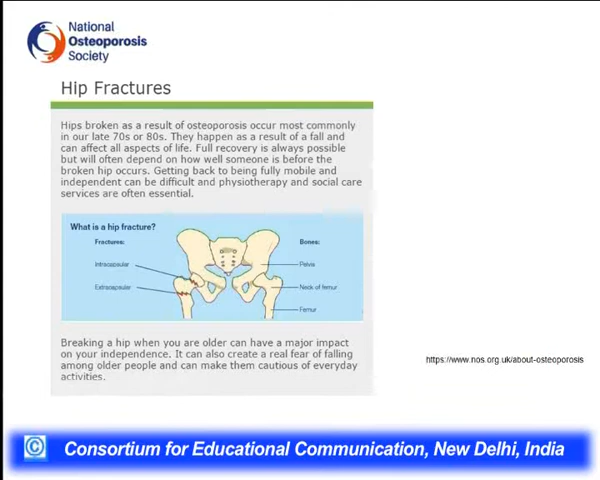 National
Osteoporosis
Society
Hip Fractures
Hips broken as a result of osteoporosis occur most commonly
in our late 70s or 80s. They happen as a result of a fall and
can affect all aspects of life. Full recovery is always possible
but will often depend on how well someone is before the
broken hip occurs. Getting back to being fully mobile and
independent can be difficult and physiotherapy and social care
services are often essential.
What is a hip fracture?
Fractures:
Bones:
Intracapsular
Pelvis
Extracapsular
Neck of femur
Femur
Breaking a hip when you are older can have a major impact
on your independence. It can also create a real fear of falling
among older people and can make them cautious of everyday
activities.
https://www.nos.org.uk/about-osteoporosis
© Consortium for Educational Communication, New Delhi, India